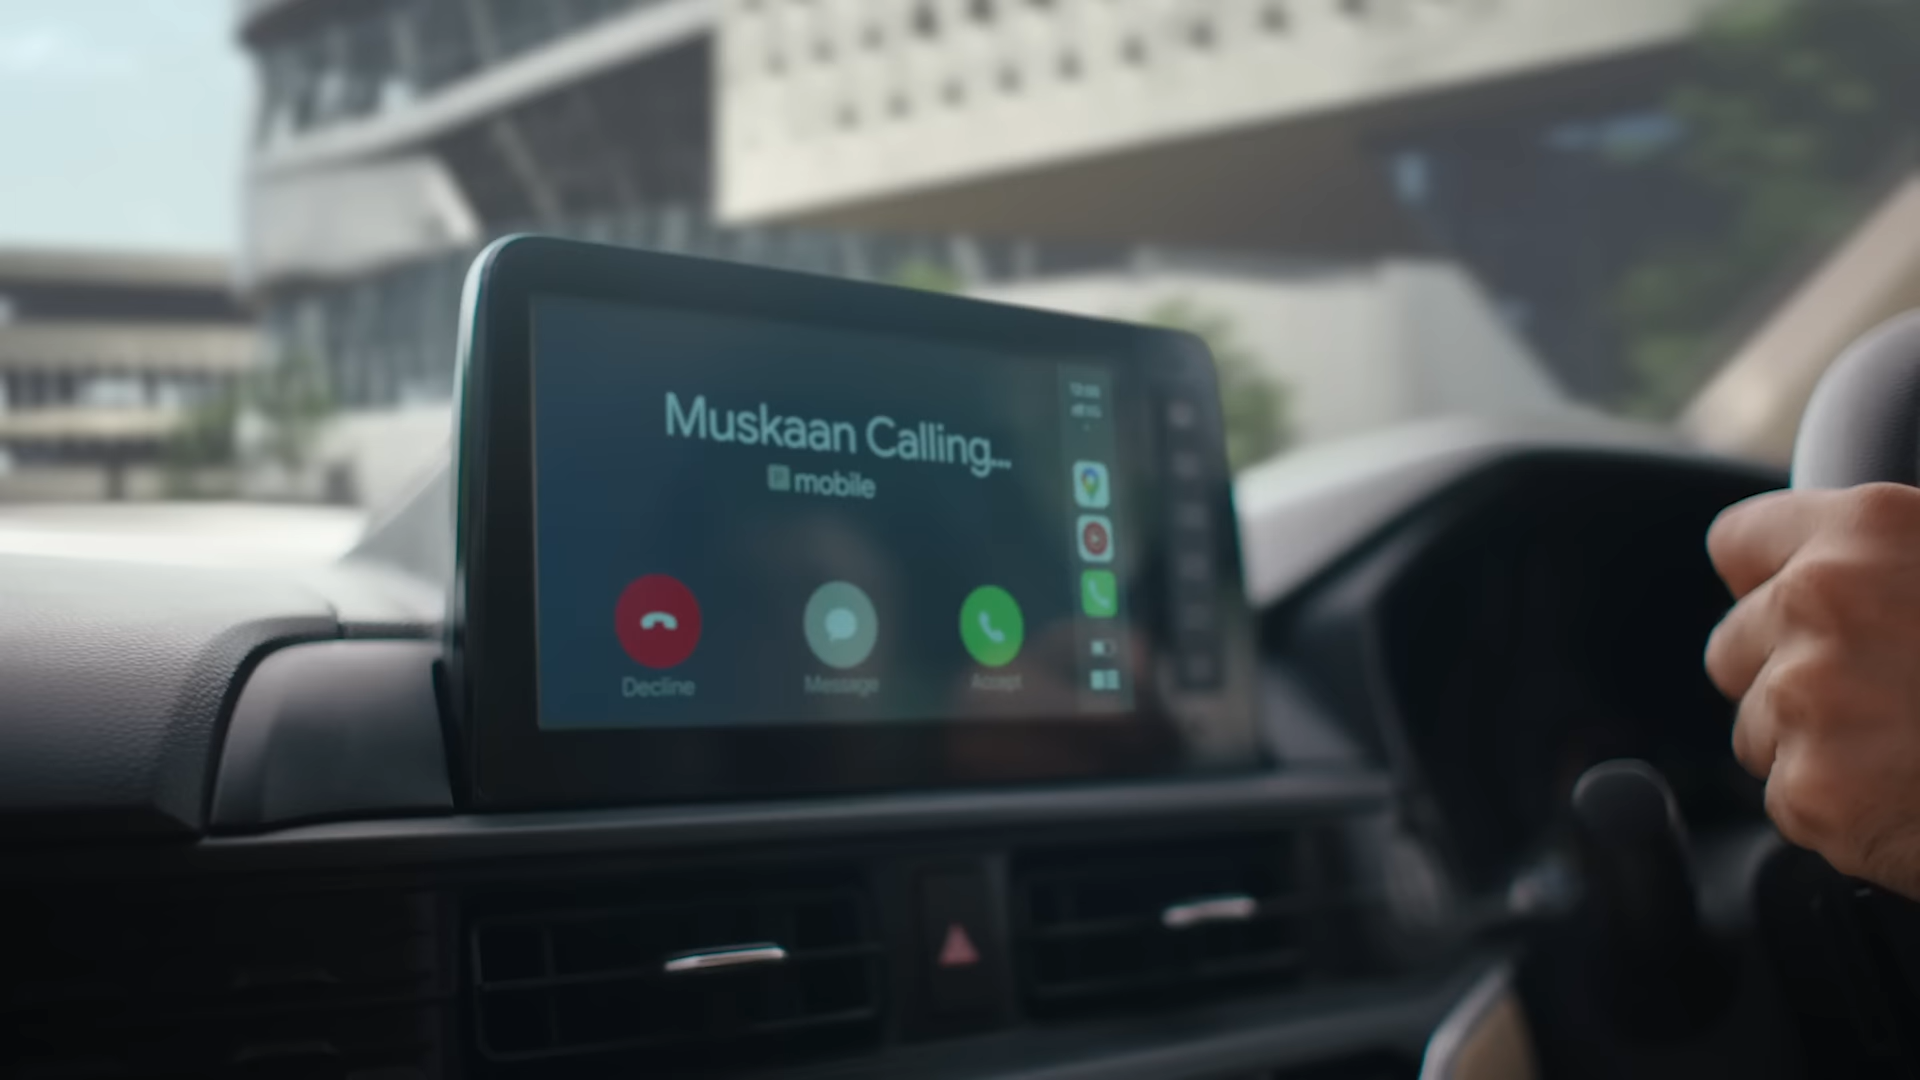 Muskaan Calling...
P mobile
Decline
Message
Accept